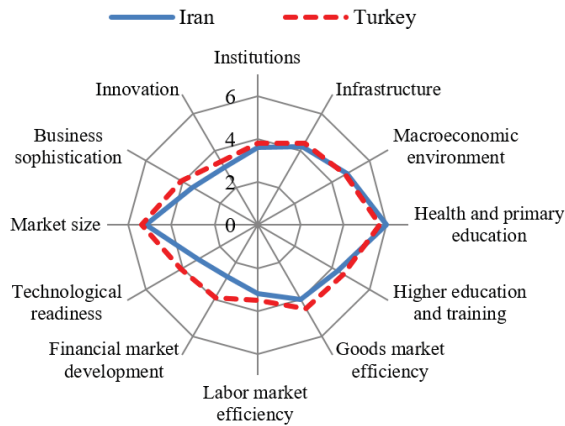 Iran
Turkey
Institutions
Innovation
6
Infrastructure
Business
sophistication
4
Macroeconomic
environment
2
Market size
0
Health and primary
education
Technological
readiness
Higher education
and training
Financial market
development
Goods market
efficiency
Labor market
efficiency